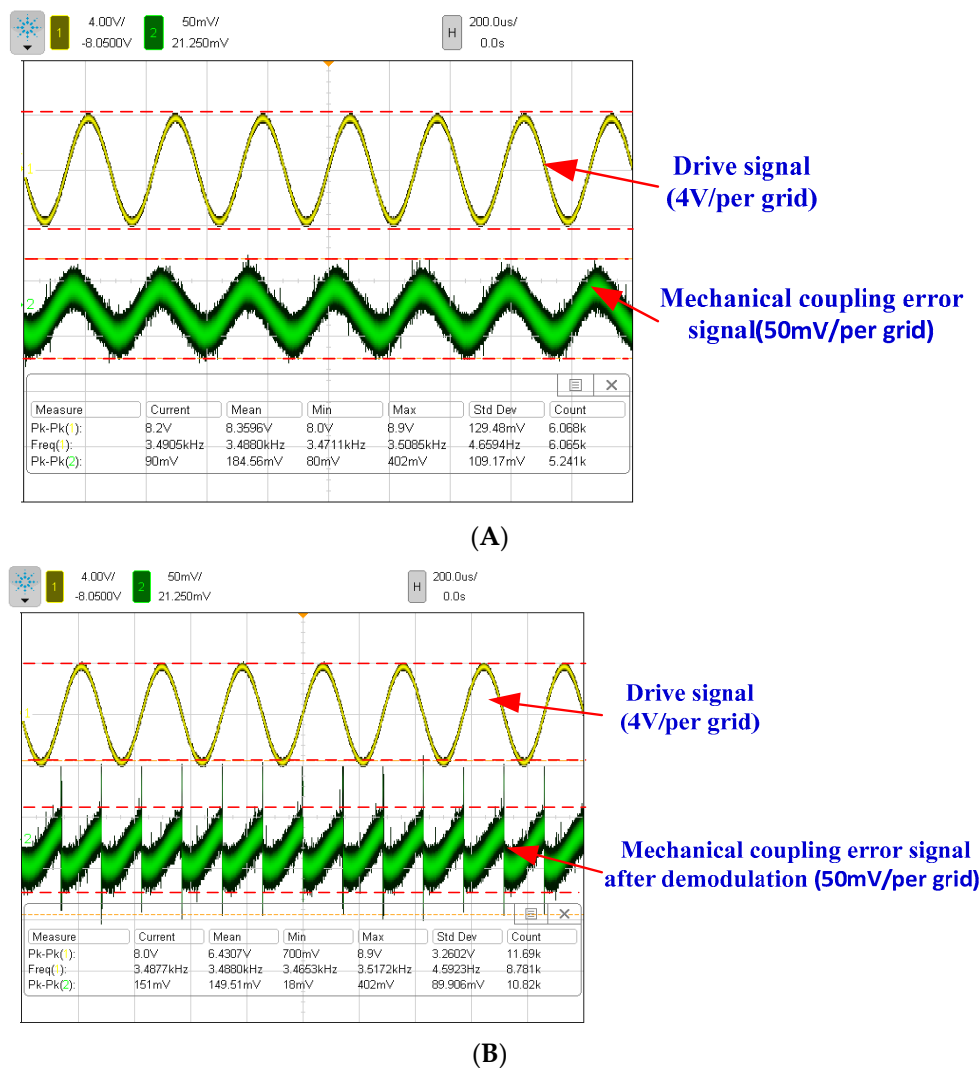 1 4.00V/ 2 50mV/ H 200.0us/
-8.0500V 21.250mV 0.0s
1
Drive signal
(4V/per grid)
2
Mechanical coupling error
signal(50mV/per grid)
Measure Current Mean Min Max Std Dev Count
Pk-Pk(1): 8.2V 8.3596V 8.0V 8.9V 129.48mV 6.068k
Freq(1): 3.4905kHz 3.4880kHz 3.4711kHz 3.5085kHz 4.6594Hz 6.065k
Pk-Pk(2): 90mV 184.56mV 80mV 402mV 109.17mV 5.241k
(A)
1 4.00V/ 2 50mV/ H 200.0us/
-8.0500V 21.250mV 0.0s
Drive signal
(4V/per grid)
2
Mechanical coupling error signal
after demodulation (50mV/per grid)
Measure Current Mean Min Max Std Dev Count
Pk-Pk(1): 8.0V 6.4307V 700mV 8.9V 3.2602V 11.69k
Freq(1): 3.4877kHz 3.4880kHz 3.4653kHz 3.5172kHz 4.5923Hz 8.781k
Pk-Pk(2): 151mV 149.51mV 18mV 402mV 89.906mV 10.82k
(B)